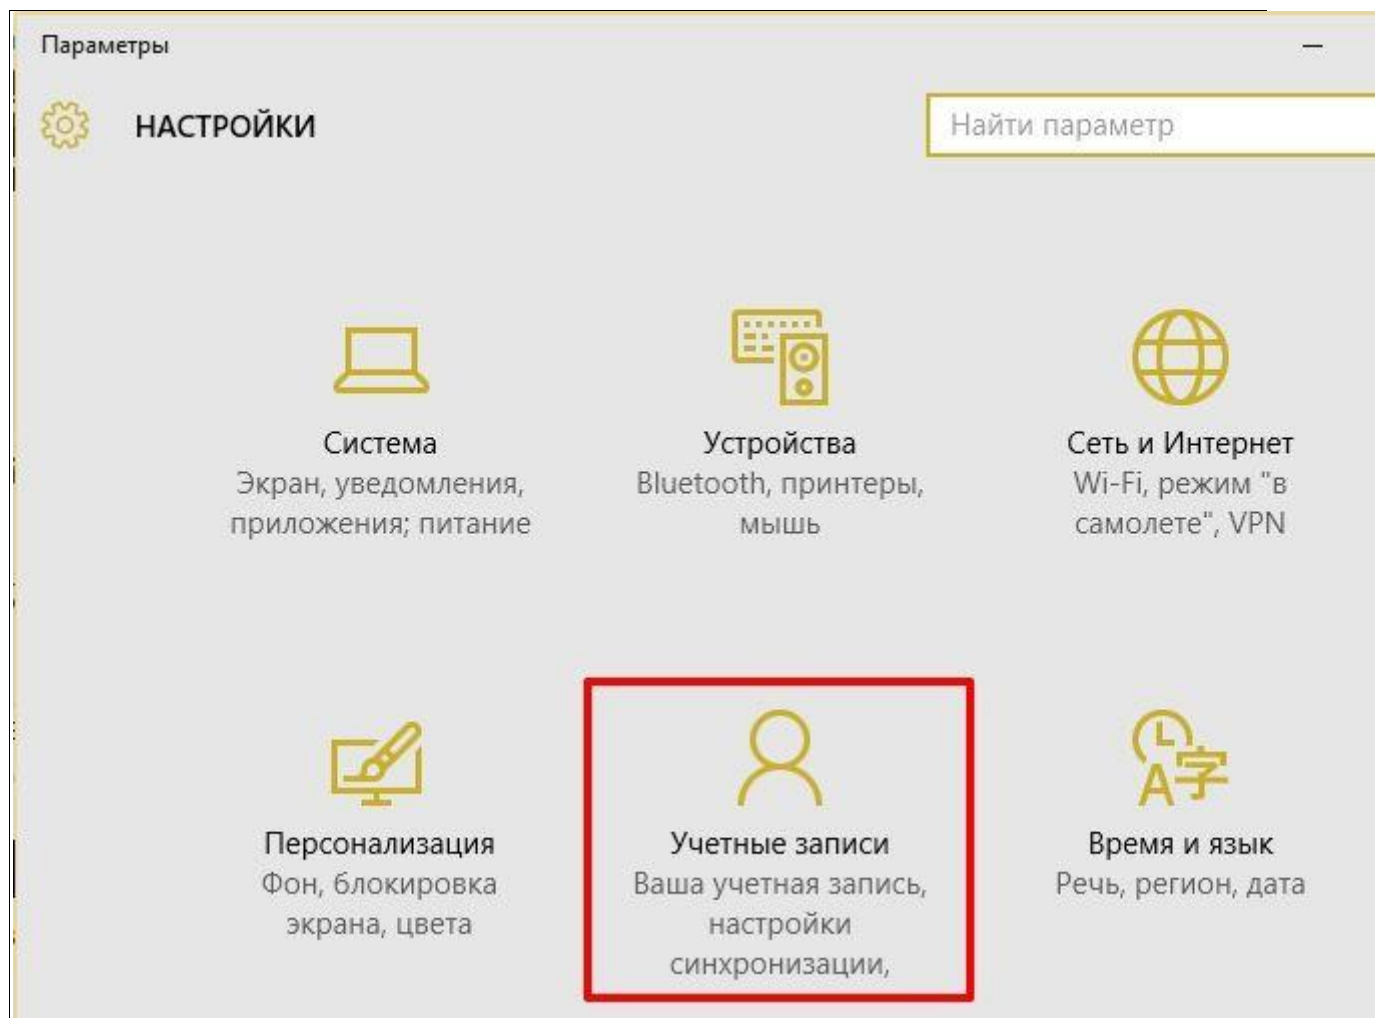 Параметры
НАСТРОЙКИ
Найти параметр
Система
Экран, уведомления,
приложения; питание
Устройства
Bluetooth, принтеры,
мышь
Сеть и Интернет
Wi-Fi, режим "в
самолете", VPN
Персонализация
Фон, блокировка
экрана, цвета
Учетные записи
Ваша учетная запись,
настройки
синхронизации,
Время и язык
Речь, регион, дата